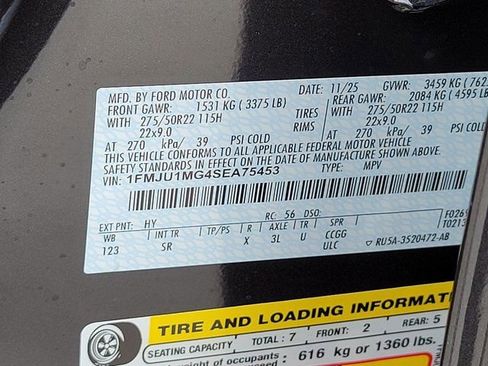 MFD. BY FORD MOTOR CO.
DATE: 11/25 GVWR: 3459 KG (762
FRONT GAWR: REAR GAWR: 2084 KG (4595 LB
1531 KG (3375 LB)
WITH 275/50R22 115H TIRES WITH 275/50R22 115H
22x9.0 RIMS 22x9.0
AT 270 kPa/ 39 PSI COLD AT 270 kPa/ 39 PSI COLD
THIS VEHICLE CONFORMS TO ALL APPLICABLE FEDERAL MOTOR VEHICLE
SAFETY STANDARDS IN EFFECT ON THE DATE OF MANUFACTURE SHOWN ABOVE.
VIN: 1FMJU1MG4SEA75453 TYPE: MPV
EXT PNT: HY RC: 56 DSO: F026
WB INT TR TP/PS R AXLE TR SPR T0213
123 SR X 3L U CCGG
ULC RU5A-3520472-AB
TIRE AND LOADING INFORMAT
SEATING CAPACITY TOTAL: 7 FRONT: 2 REAR: 5
weight of occupants 616 kg or 1360 lbs.